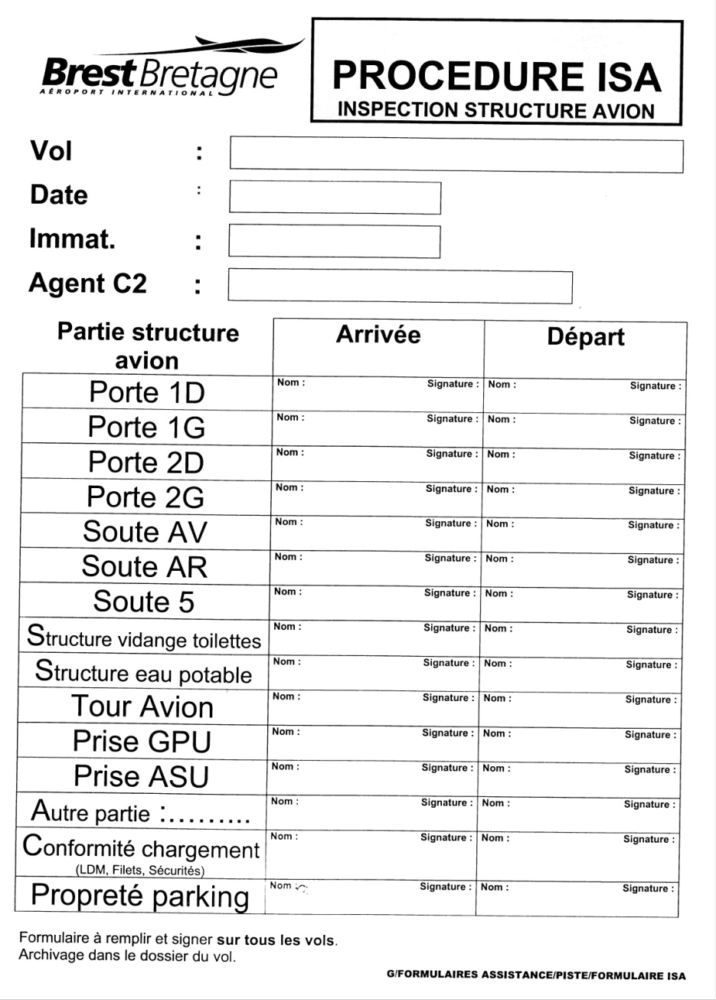 BrestBretagne
AÉROPORT INTERNATIONAL
PROCEDURE ISA
INSPECTION STRUCTURE AVION
Vol :
Date :
Immat. :
Agent C2 :
Partie structure avion Arrivée Départ
Porte 1D Nom : Signature : Nom : Signature :
Porte 1G Nom : Signature : Nom : Signature :
Porte 2D Nom : Signature : Nom : Signature :
Porte 2G Nom : Signature : Nom : Signature :
Soute AV Nom : Signature : Nom : Signature :
Soute AR Nom : Signature : Nom : Signature :
Soute 5 Nom : Signature : Nom : Signature :
Structure vidange toilettes Nom : Signature : Nom : Signature :
Structure eau potable Nom : Signature : Nom : Signature :
Tour Avion Nom : Signature : Nom : Signature :
Prise GPU Nom : Signature : Nom : Signature :
Prise ASU Nom : Signature : Nom : Signature :
Autre partie :.......... Nom : Signature : Nom : Signature :
Conformité chargement Nom : Signature : Nom : Signature :
(LDM, Filets, Sécurités)
Propreté parking Nom : Signature : Nom : Signature :
Formulaire à remplir et signer sur tous les vols.
Archivage dans le dossier du vol.
G/FORMULAIRES ASSISTANCE/PISTE/FORMULAIRE ISA